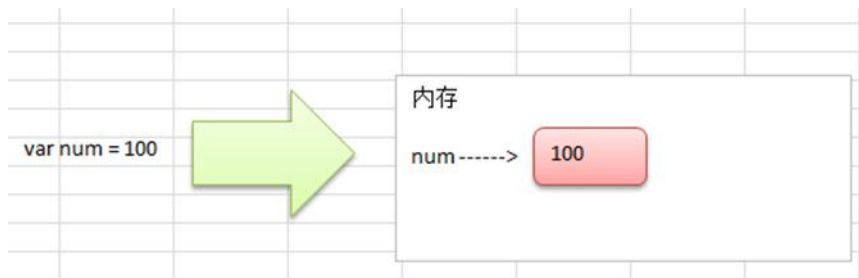 内存
var num = 100
num ------> 100